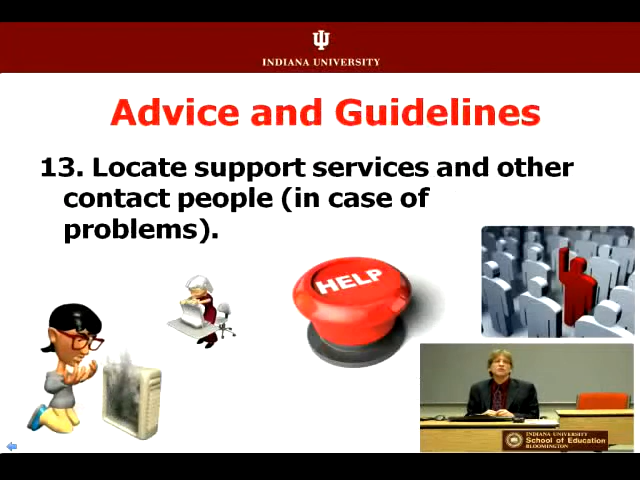 INDIANA UNIVERSITY
Advice and Guidelines
13. Locate support services and other
contact people (in case of
problems).
HELP
INDIANA UNIVERSITY
School of Education
BLOOMINGTON